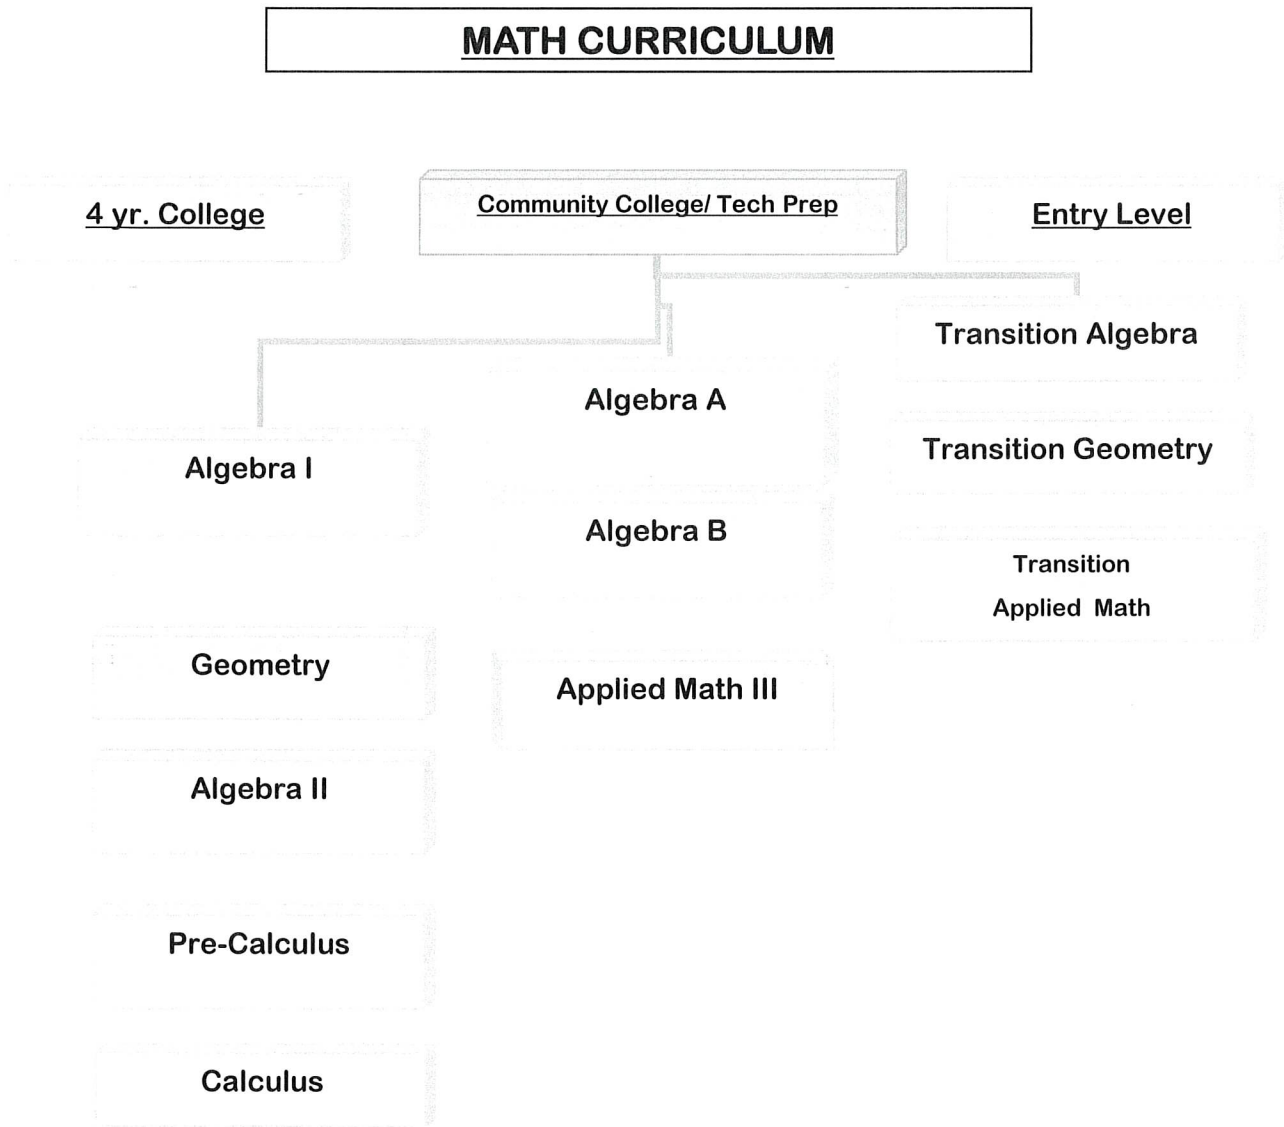 MATH CURRICULUM
4 yr. College
Community College/ Tech Prep
Entry Level
Transition Algebra
Algebra A
Transition Geometry
Algebra I
Algebra B
Transition
Applied Math
Geometry
Applied Math III
Algebra II
Pre-Calculus
Calculus